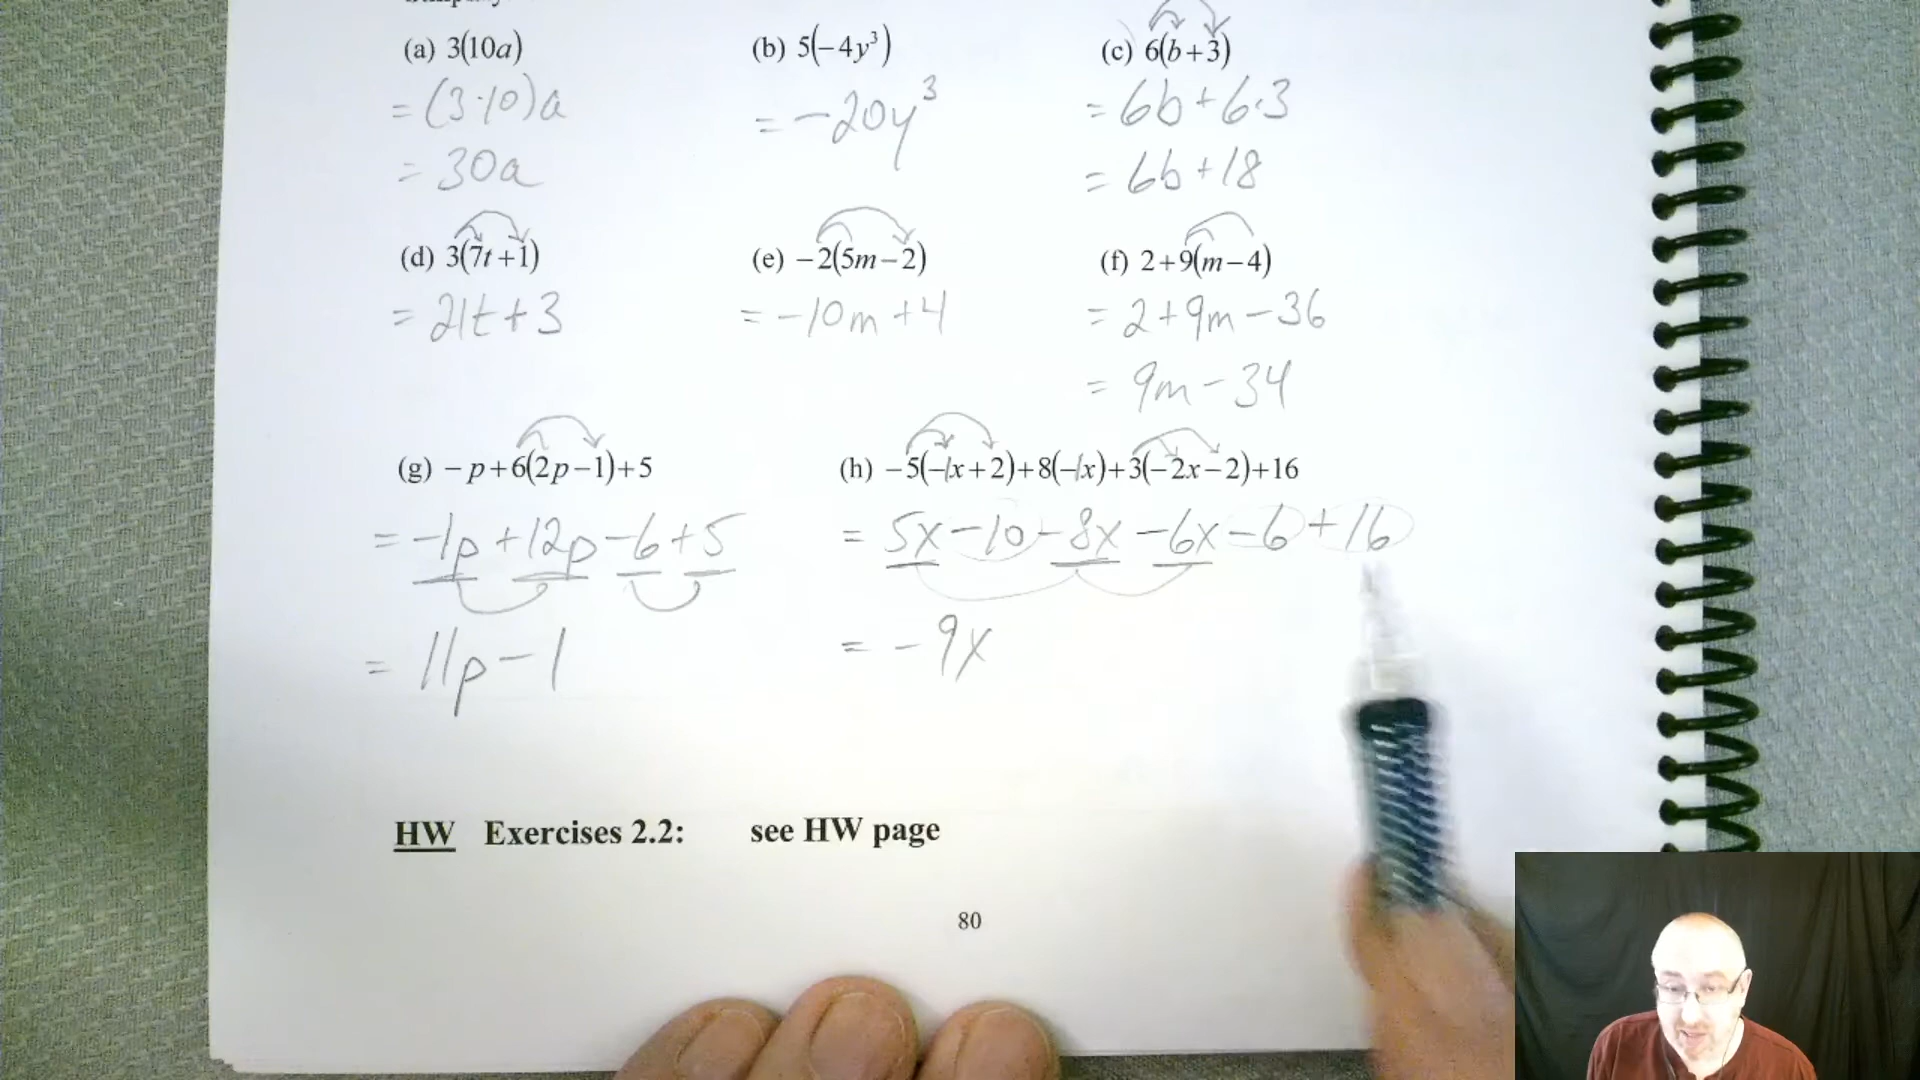 (a) 3(10a) (b) 5(−4y³) (c) 6(b+3)
= (3·10)a = −20y³ = 6b+6·3
= 30a = 6b+18
(d) 3(7t+1) (e) −2(5m−2) (f) 2+9(m−4)
= 21t+3 = −10m+4 = 2+9m−36
= 9m−34
(g) −p+6(2p−1)+5 (h) −5(−1x+2)+8(−1x)+3(−2x−2)+16
= −1p+12p−6+5 = 5x−10−8x−6x−6+16
= 11p−1 = −9x
HW Exercises 2.2: see HW page
80